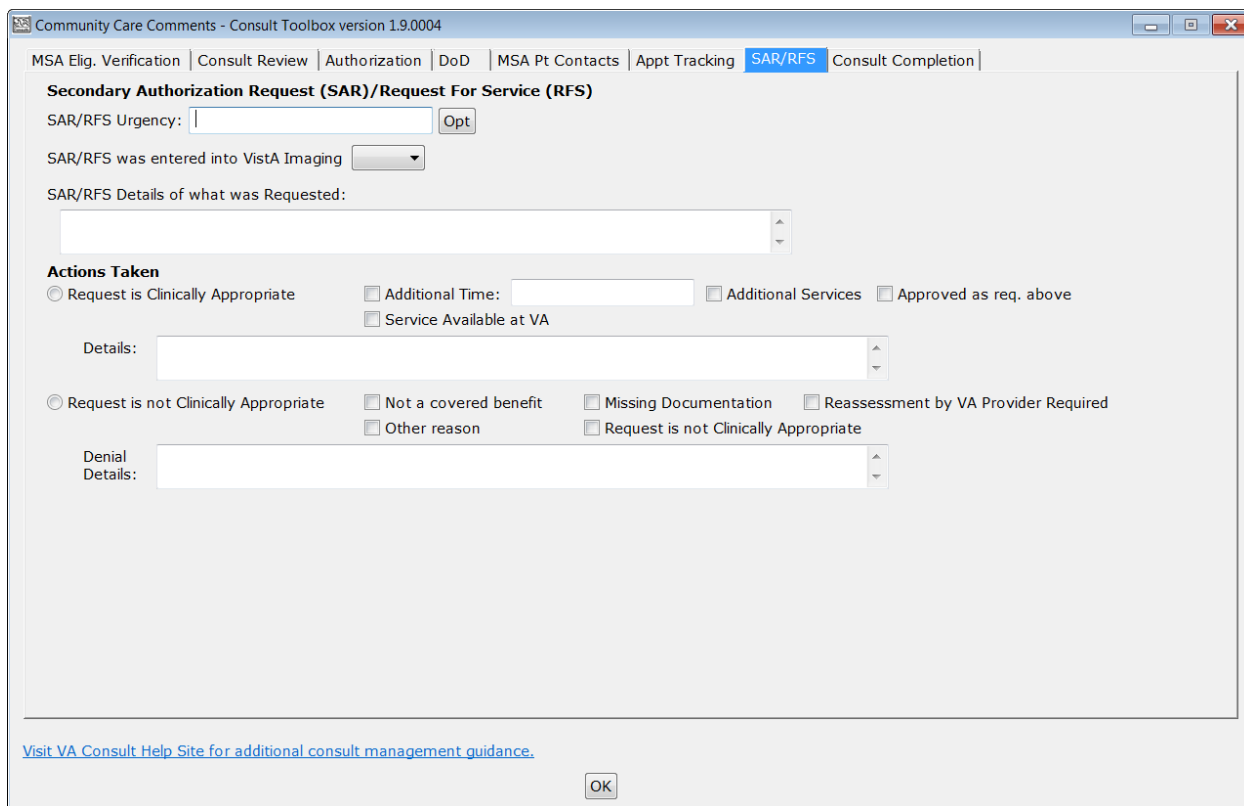 Community Care Comments - Consult Toolbox version 1.9.0004
MSA Elig. Verification Consult Review Authorization DoD MSA Pt Contacts Appt Tracking SAR/RFS Consult Completion
Secondary Authorization Request (SAR)/Request For Service (RFS)
SAR/RFS Urgency: Opt
SAR/RFS was entered into VistA Imaging
SAR/RFS Details of what was Requested:
Actions Taken
Request is Clinically Appropriate Additional Time: Additional Services Approved as req. above
Service Available at VA
Details:
Request is not Clinically Appropriate Not a covered benefit Missing Documentation Reassessment by VA Provider Required
Other reason Request is not Clinically Appropriate
Denial
Details:
Visit VA Consult Help Site for additional consult management guidance.
OK